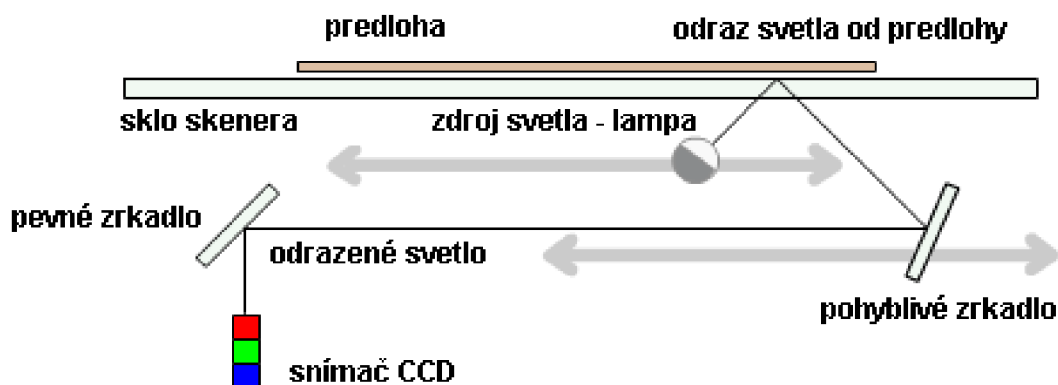 predloha
odraz svetla od predlohy
sklo skenera
zdroj svetla - lampa
pevné zrkadlo
odrazené svetlo
pohyblivé zrkadlo
snímač CCD